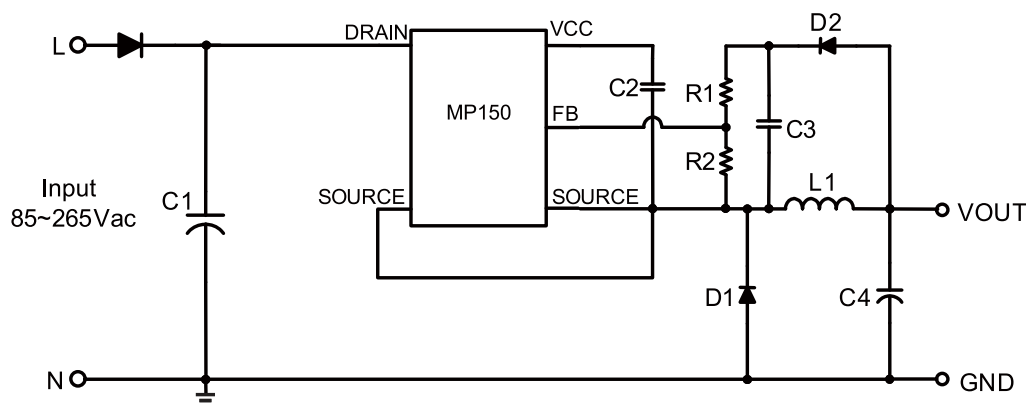 L
DRAIN
VCC
D2
C2
R1
MP150
FB
C3
R2
Input
85~265Vac
C1
SOURCE
SOURCE
L1
VOUT
D1
C4
N
GND